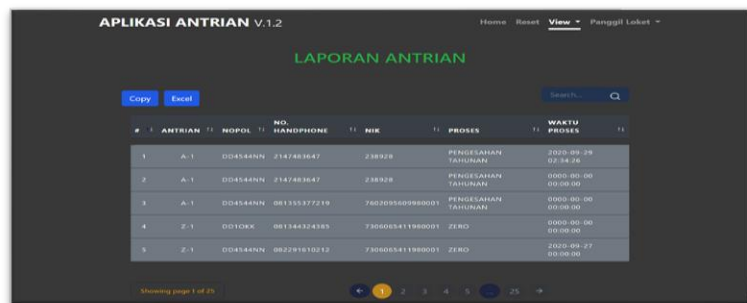 APLIKASI ANTRIAN V.1.2 Home Reset View Panggil Loket
LAPORAN ANTRIAN
Copy Excel Search...
# ANTRIAN NOPOL NO. HANDPHONE NIK PROSES WAKTU PROSES
1 A-1 DD4544NN 2147483647 238928 PENGESAHAN TAHUNAN 2020-09-29 02:34:26
2 A-1 DD4544NN 2147483647 238928 PENGESAHAN TAHUNAN 0000-00-00 00:00:00
3 A-1 DD4544NN 081355377219 7602095609980001 PENGESAHAN TAHUNAN 0000-00-00 00:00:00
4 Z-1 DD1OKK 081344324385 7306065411980001 ZERO 0000-00-00 00:00:00
5 Z-1 DD4544NN 082291610212 7306065411980001 ZERO 2020-09-27 00:00:00
Showing page 1 of 25 1 2 3 4 5 ... 25